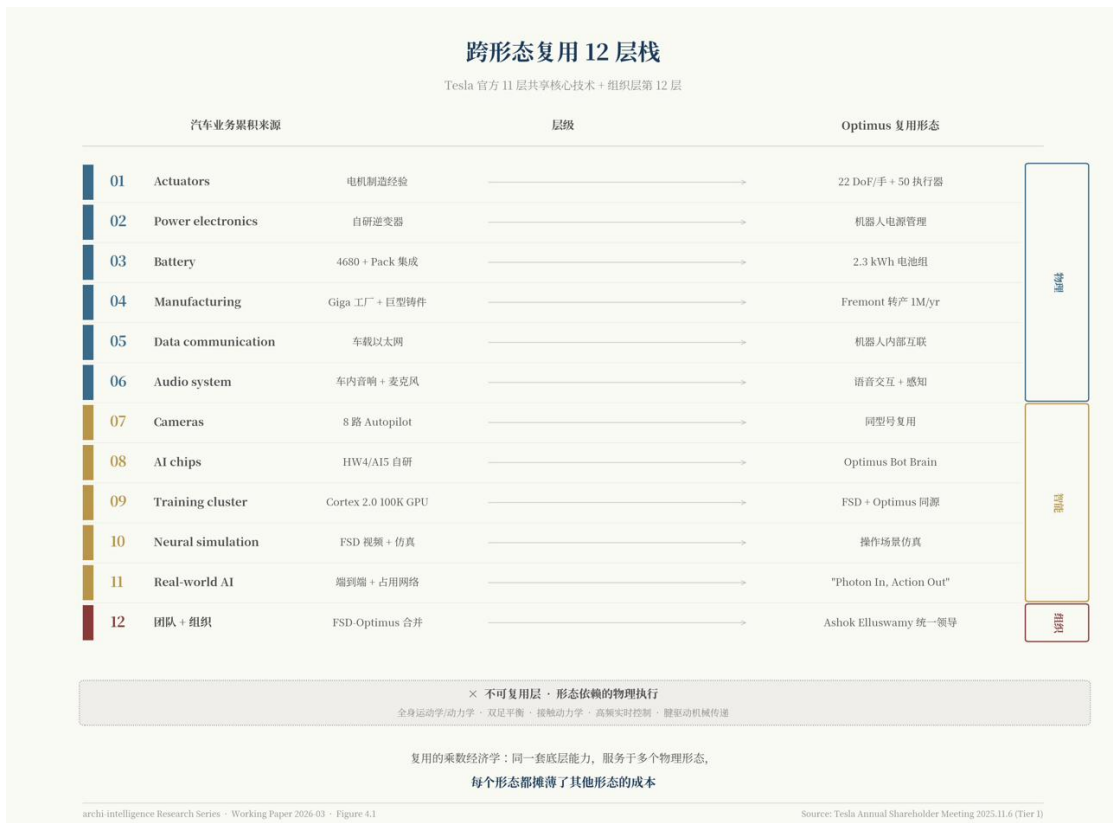 跨形态复用 12 层栈
Tesla 官方 11 层共享核心技术 + 组织层第 12 层
汽车业务累积来源 层级 Optimus 复用形态
01 Actuators 电机制造经验 22 DoF/手 + 50 执行器
02 Power electronics 自研逆变器 机器人电源管理
03 Battery 4680 + Pack 集成 2.3 kWh 电池组
04 Manufacturing Giga 工厂 + 巨型铸件 Fremont 转产 1M/yr
05 Data communication 车载以太网 机器人内部互联
06 Audio system 车内音响 + 麦克风 语音交互 + 感知
物理
07 Cameras 8 路 Autopilot 同型号复用
08 AI chips HW4/AI5 自研 Optimus Bot Brain
09 Training cluster Cortex 2.0 100K GPU FSD + Optimus 同源
10 Neural simulation FSD 视频 + 仿真 操作场景仿真
11 Real-world AI 端到端 + 占用网络 "Photon In, Action Out"
智能
12 团队 + 组织 FSD-Optimus 合并 Ashok Elluswamy 统一领导
组织
× 不可复用层 · 形态依赖的物理执行
全身运动学/动力学 · 双足平衡 · 接触动力学 · 高频实时控制 · 腱驱动机械传递
复用的乘数经济学：同一套底层能力，服务于多个物理形态，
每个形态都摊薄了其他形态的成本
archi-intelligence Research Series · Working Paper 2026-03 · Figure 4.1
Source: Tesla Annual Shareholder Meeting 2025.11.6 (Tier 1)